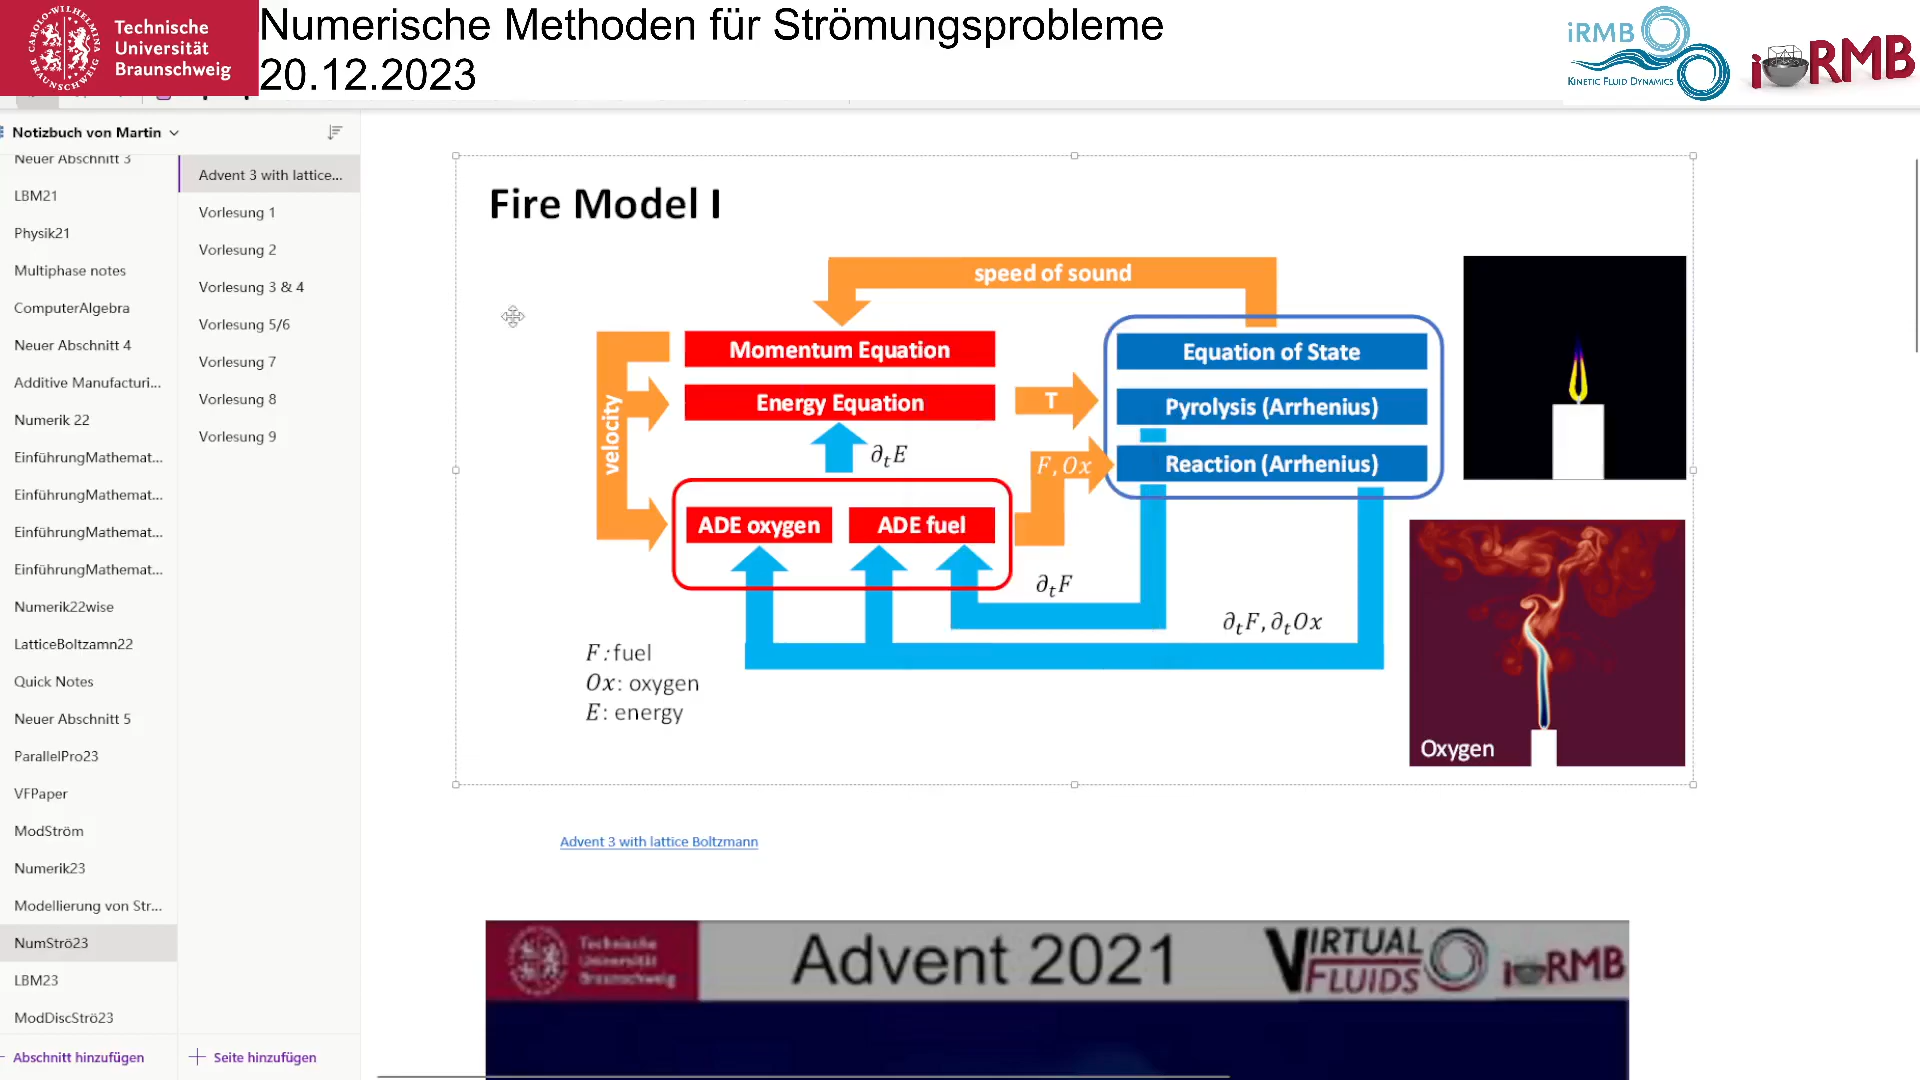 Technische
Universität
Braunschweig
Numerische Methoden für Strömungsprobleme
20.12.2023
iRMB
KINETIC FLUID DYNAMICS
iRMB
Notizbuch von Martin
Neuer Abschnitt 3
LBM21
Physik21
Multiphase notes
ComputerAlgebra
Neuer Abschnitt 4
Additive Manufacturi...
Numerik 22
EinführungMathemat...
EinführungMathemat...
EinführungMathemat...
EinführungMathemat...
Numerik22wise
LatticeBoltzamn22
Quick Notes
Neuer Abschnitt 5
ParallelPro23
VFPaper
ModStröm
Numerik23
Modellierung von Str...
NumStrö23
LBM23
ModDiscStrö23
Abschnitt hinzufügen
Advent 3 with lattice...
Vorlesung 1
Vorlesung 2
Vorlesung 3 & 4
Vorlesung 5/6
Vorlesung 7
Vorlesung 8
Vorlesung 9
Seite hinzufügen
Fire Model I
speed of sound
Momentum Equation
Energy Equation
velocity
T
Equation of State
Pyrolysis (Arrhenius)
Reaction (Arrhenius)
∂tE
F, Ox
ADE oxygen
ADE fuel
∂tF
∂tF, ∂tOx
F : fuel
Ox: oxygen
E: energy
Oxygen
Advent 3 with lattice Boltzmann
Technische
Universität
Braunschweig
Advent 2021
VIRTUAL
FLUIDS
iRMB